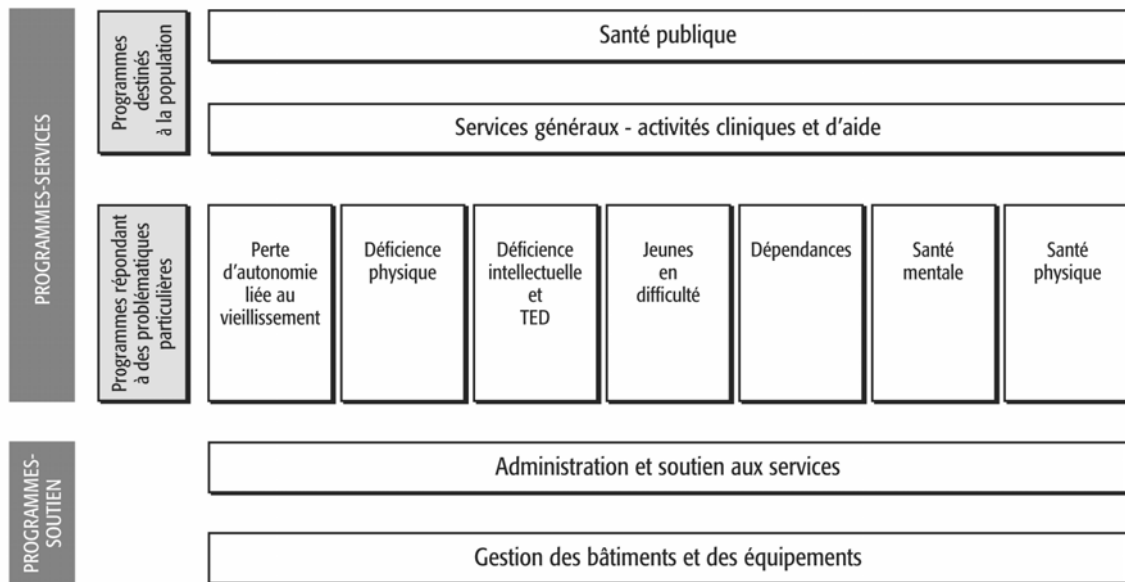 PROGRAMMES-SERVICES
Programmes
destinés
à la population
Santé publique
Services généraux - activités cliniques et d'aide
Programmes répondant
à des problématiques
particulières
Perte
d'autonomie
liée au
vieillissement
Déficience
physique
Déficience
intellectuelle
et
TED
Jeunes
en
difficulté
Dépendances
Santé
mentale
Santé
physique
PROGRAMMES-
SOUTIEN
Administration et soutien aux services
Gestion des bâtiments et des équipements